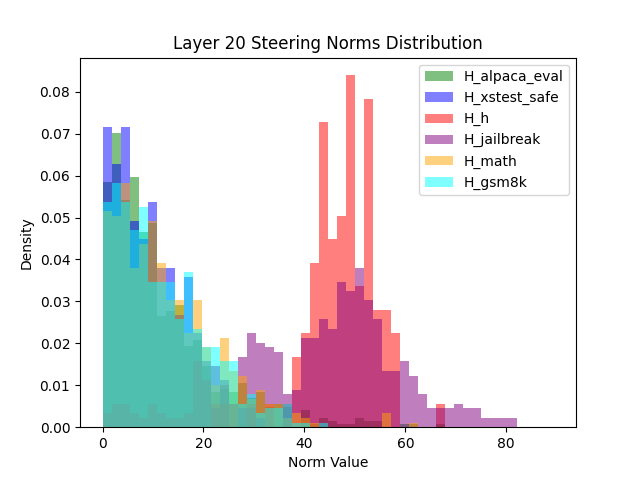 Layer 20 Steering Norms Distribution
H_alpaca_eval
H_xstest_safe
H_h
H_jailbreak
H_math
H_gsm8k
Density
0.08
0.07
0.06
0.05
0.04
0.03
0.02
0.01
0.00
0
20
40
60
80
Norm Value